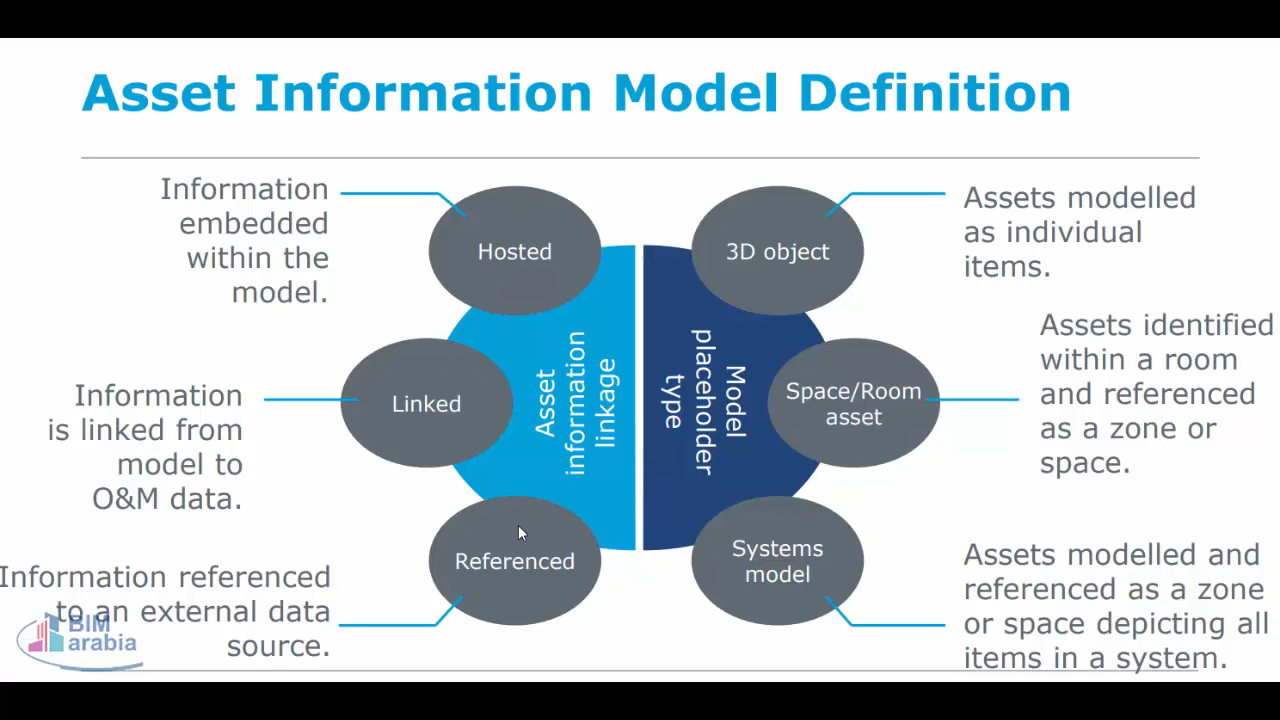 Asset Information Model Definition
Information
embedded
within the
model.
Hosted
3D object
Assets modelled
as individual
items.
Information
is linked from
model to
O&M data.
Linked
Asset
information
linkage
Model
placeholder
type
Space/Room
asset
Assets identified
within a room
and referenced
as a zone or
space.
Information referenced
to an external data
source.
Referenced
Systems
model
Assets modelled and
referenced as a zone
or space depicting all
items in a system.
BIM
arabia